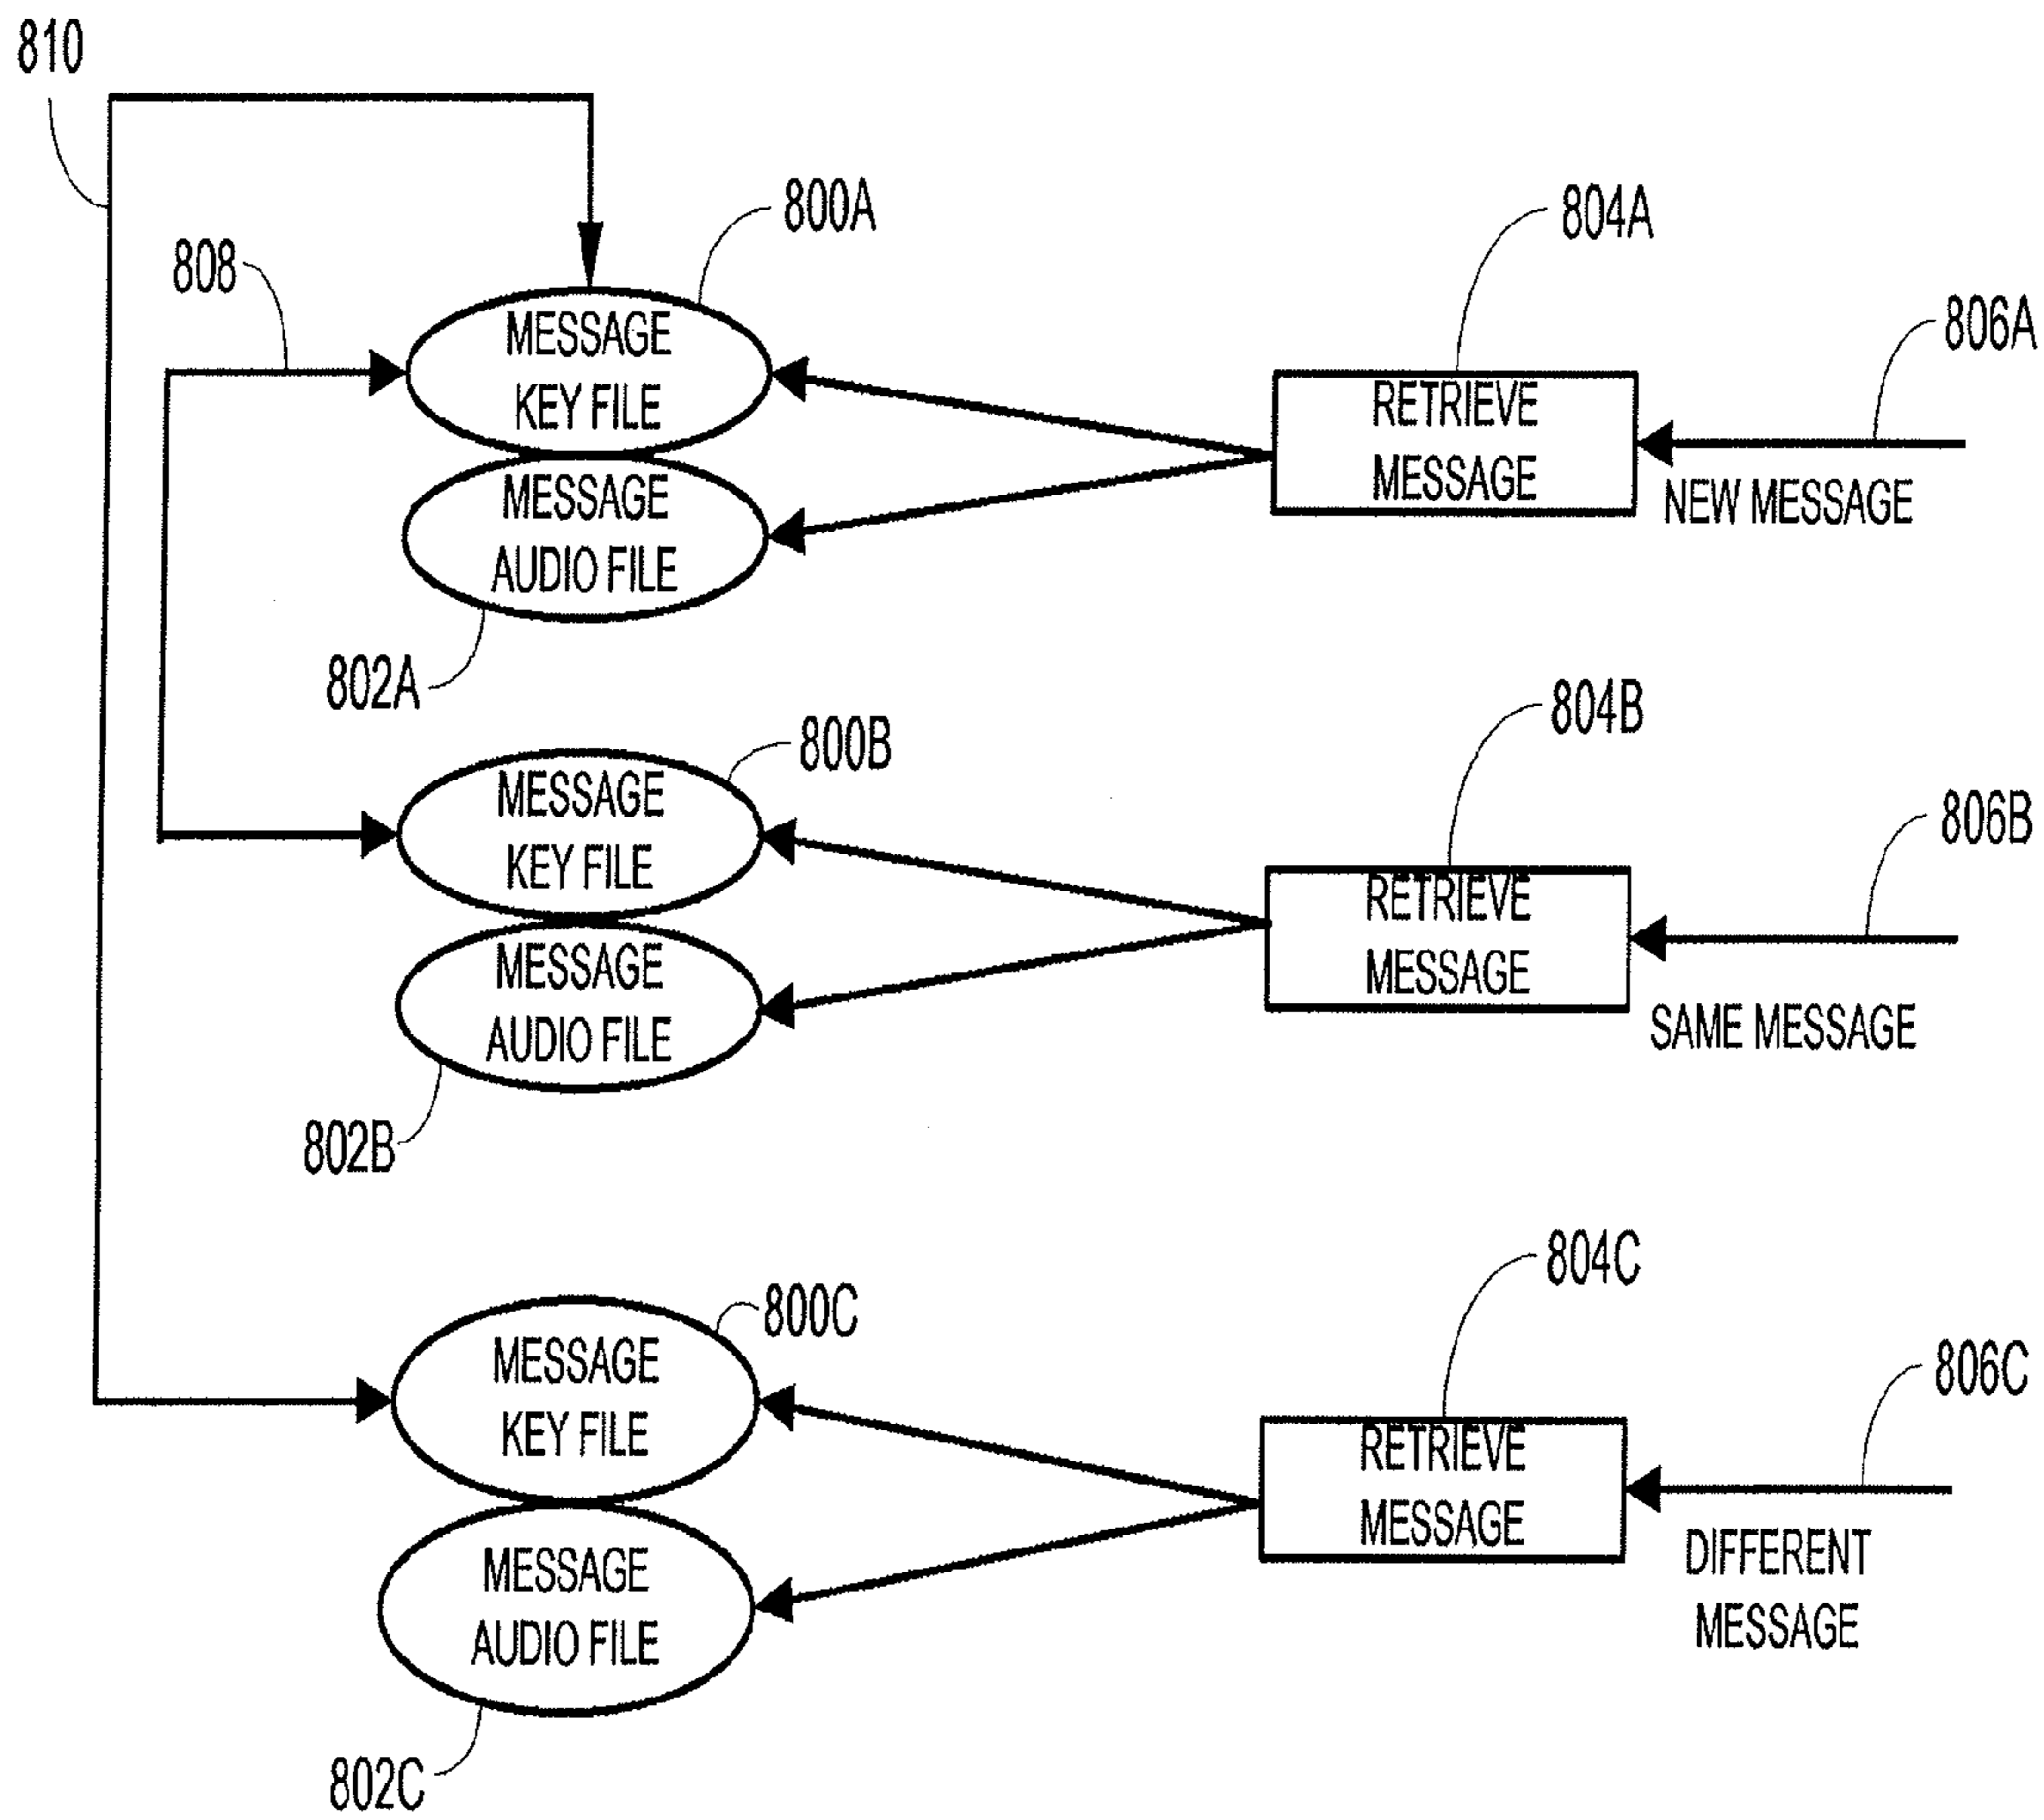 810
800A
804A
808
806A
MESSAGE
KEY FILE
RETRIEVE
MESSAGE
NEW MESSAGE
MESSAGE
AUDIO FILE
802A
804B
800B
806B
MESSAGE
KEY FILE
RETRIEVE
MESSAGE
SAME MESSAGE
MESSAGE
AUDIO FILE
802B
804C
800C
806C
MESSAGE
KEY FILE
RETRIEVE
MESSAGE
DIFFERENT
MESSAGE
MESSAGE
AUDIO FILE
802C